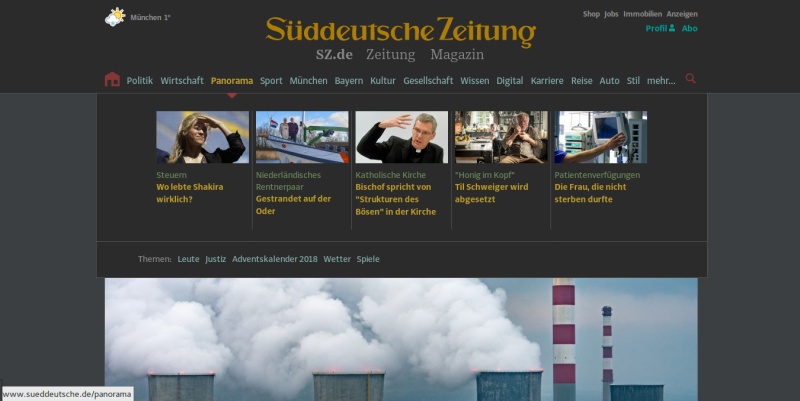 München 1°
Shop Jobs Immobilien Anzeigen
Süddeutsche Zeitung
Profil Abo
SZ.de Zeitung Magazin
Politik Wirtschaft Panorama Sport München Bayern Kultur Gesellschaft Wissen Digital Karriere Reise Auto Stil mehr...
Steuern
Wo lebte Shakira
wirklich?
Niederländisches
Rentnerpaar
Gestrandet auf der
Oder
Katholische Kirche
Bischof spricht von
"Strukturen des
Bösen" in der Kirche
"Honig im Kopf"
Til Schweiger wird
abgesetzt
Patientenverfügungen
Die Frau, die nicht
sterben durfte
Themen: Leute Justiz Adventskalender 2018 Wetter Spiele
www.sueddeutsche.de/panorama